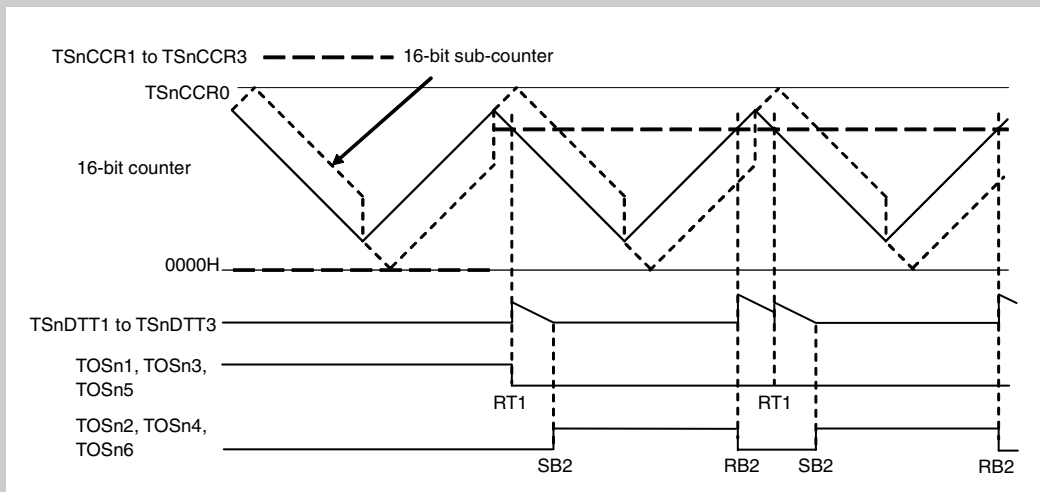 TSnCCR1 to TSnCCR3
16-bit sub-counter
TSnCCR0
16-bit counter
0000H
TSnDTT1 to TSnDTT3
TOSn1, TOSn3,
TOSn5
RT1
RT1
TOSn2, TOSn4,
TOSn6
SB2
RB2
SB2
RB2